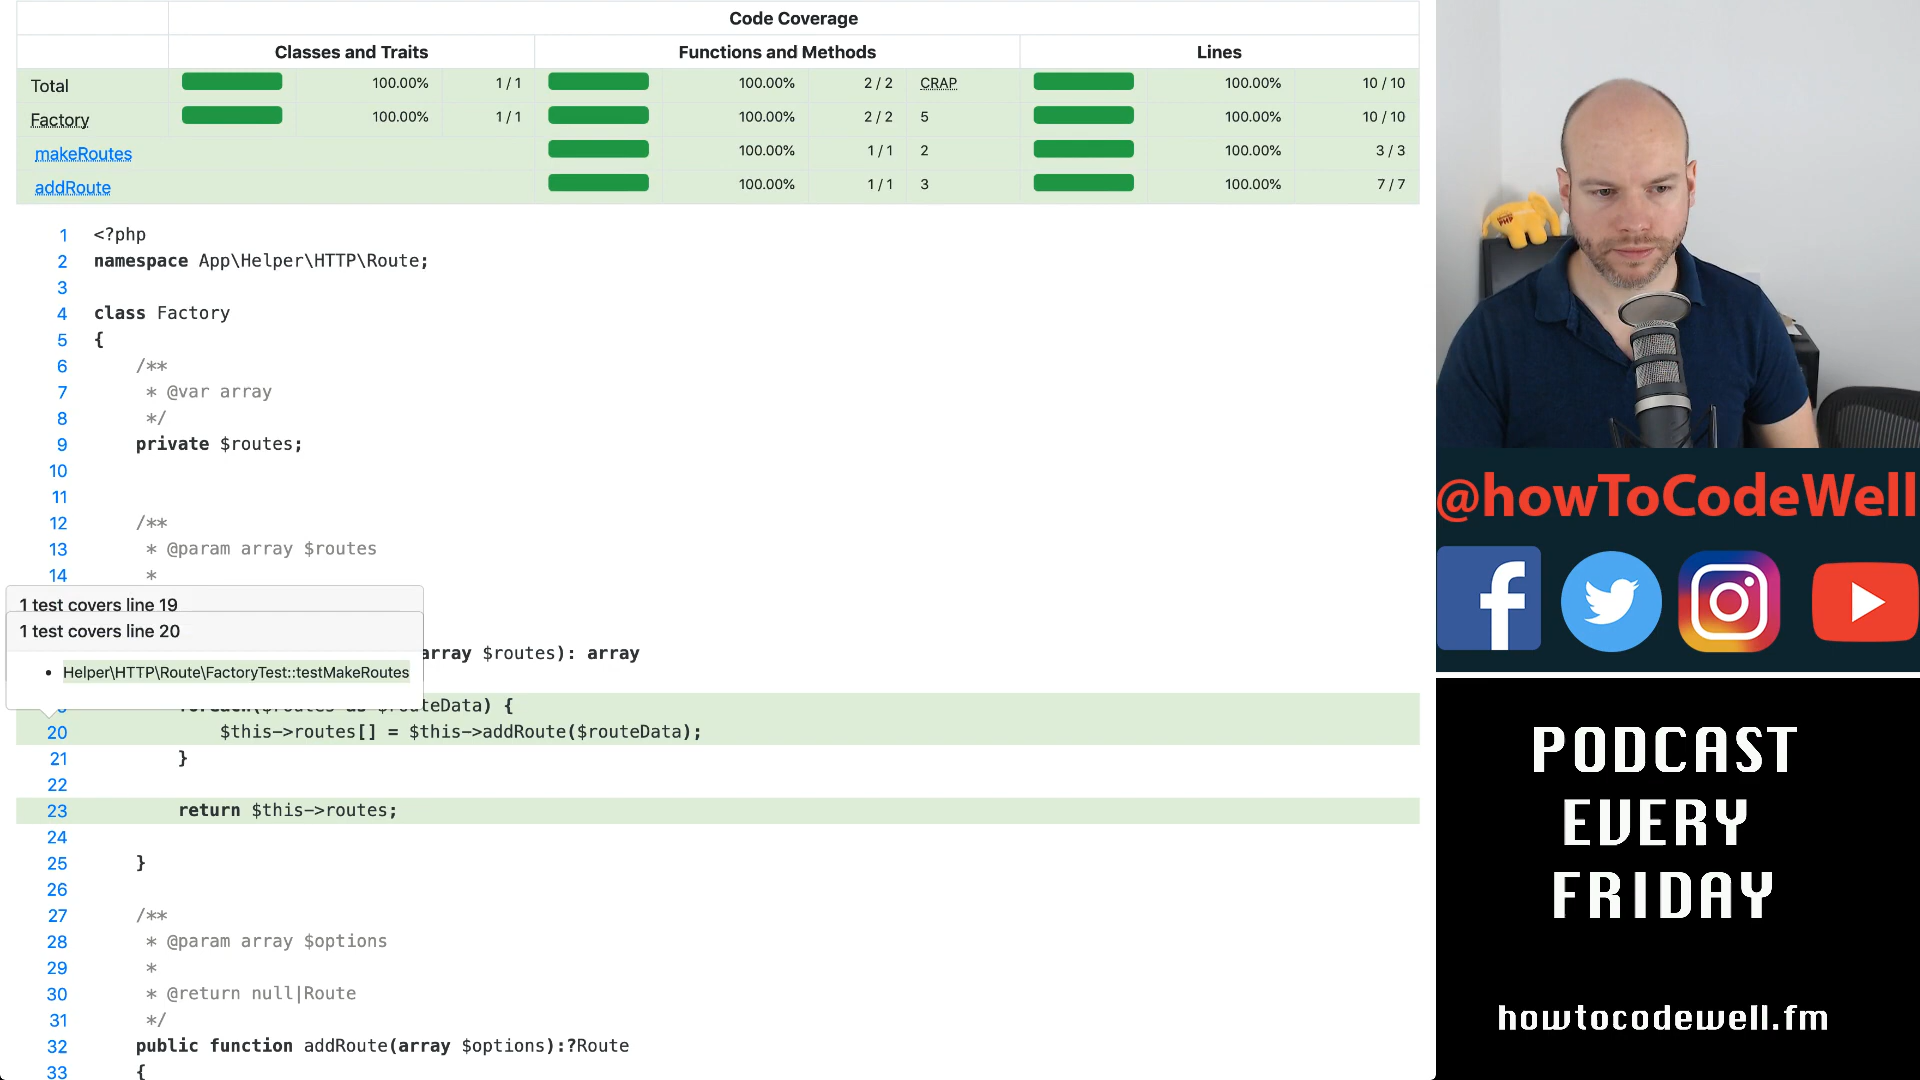 Code Coverage
Classes and Traits Functions and Methods Lines
Total 100.00% 1 / 1 100.00% 2 / 2 CRAP 100.00% 10 / 10
Factory 100.00% 1 / 1 100.00% 2 / 2 5 100.00% 10 / 10
makeRoutes 100.00% 1 / 1 2 100.00% 3 / 3
addRoute 100.00% 1 / 1 3 100.00% 7 / 7
1 <?php
2 namespace App\Helper\HTTP\Route;
3
4 class Factory
5 {
6 /**
7 * @var array
8 */
9 private $routes;
10
11
12 /**
13 * @param array $routes
14 *
1 test covers line 19
1 test covers line 20
array $routes): array
• Helper\HTTP\Route\FactoryTest::testMakeRoutes
foreach($routes as $routeData) {
20 $this->routes[] = $this->addRoute($routeData);
21 }
22
23 return $this->routes;
24
25 }
26
27 /**
28 * @param array $options
29 *
30 * @return null|Route
31 */
32 public function addRoute(array $options):?Route
33 {
PHP
@howToCodeWell
f
PODCAST
EVERY
FRIDAY
howtocodewell.fm